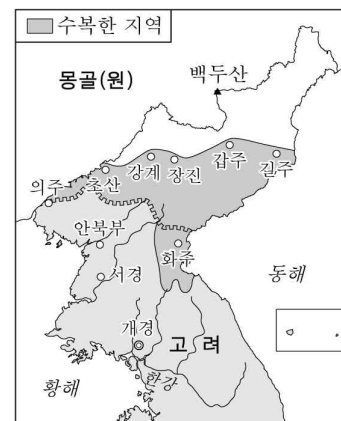 수복한 지역
몽골(원)
백두산
갑주
강계
장진
길주
초산
의주
안북부
화주
서경
동해
개경
고려
한강
황해